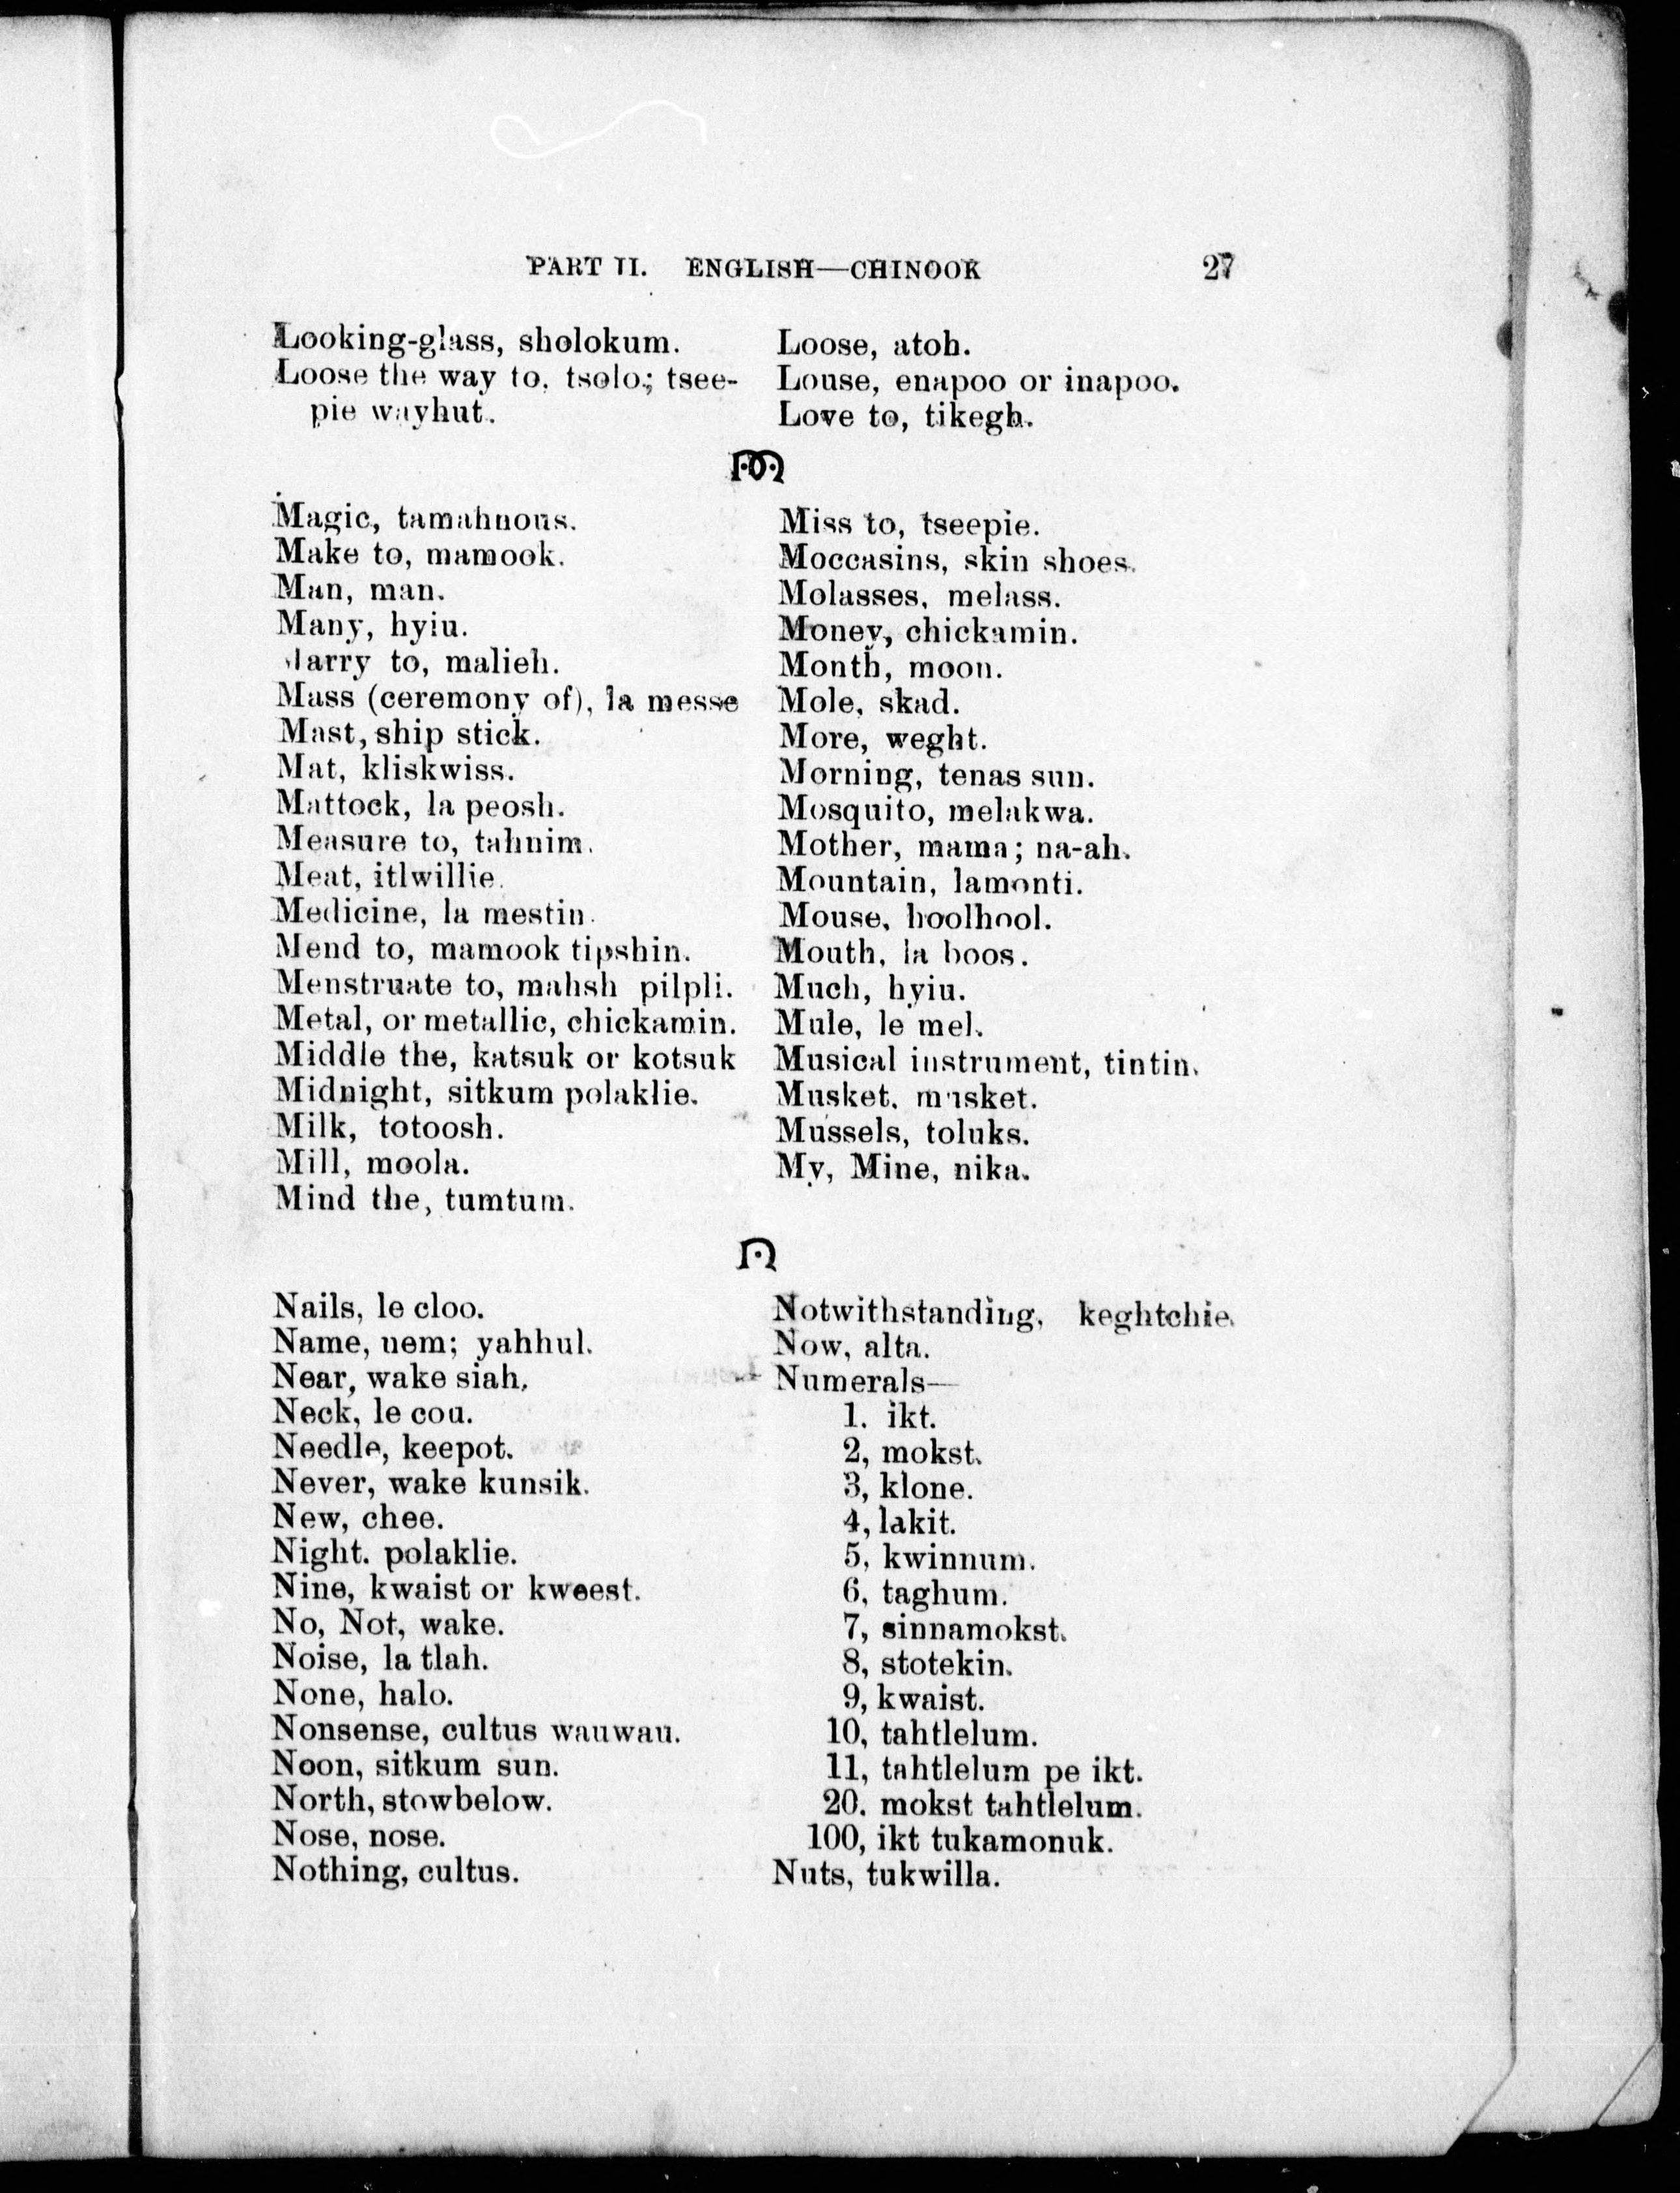 PART II. ENGLISH—CHINOOK 27
Looking-glass, sholokum.
Loose the way to, tsolo; tsee-
pie wayhut.
Loose, atoh.
Louse, enapoo or inapoo.
Love to, tikegh.
M
Magic, tamahnous.
Make to, mamook.
Man, man.
Many, hyiu.
Marry to, malieh.
Mass (ceremony of), la messe
Mast, ship stick.
Mat, kliskwiss.
Mattock, la peosh.
Measure to, tahnim.
Meat, itlwillie.
Medicine, la mestin.
Mend to, mamook tipshin.
Menstruate to, mahsh pilpli.
Metal, or metallic, chickamin.
Middle the, katsuk or kotsuk
Midnight, sitkum polaklie.
Milk, totoosh.
Mill, moola.
Mind the, tumtum.
Miss to, tseepie.
Moccasins, skin shoes.
Molasses, melass.
Money, chickamin.
Month, moon.
Mole, skad.
More, weght.
Morning, tenas sun.
Mosquito, melakwa.
Mother, mama; na-ah.
Mountain, lamonti.
Mouse, hoolhool.
Mouth, la boos.
Much, hyiu.
Mule, le mel.
Musical instrument, tintin.
Musket, musket.
Mussels, toluks.
My, Mine, nika.
N
Nails, le cloo.
Name, nem; yahhul.
Near, wake siah.
Neck, le cou.
Needle, keepot.
Never, wake kunsik.
New, chee.
Night. polaklie.
Nine, kwaist or kweest.
No, Not, wake.
Noise, la tlah.
None, halo.
Nonsense, cultus wauwau.
Noon, sitkum sun.
North, stowbelow.
Nose, nose.
Nothing, cultus.
Notwithstanding, keghtchie.
Now, alta.
Numerals—
1. ikt.
2, mokst.
3, klone.
4, lakit.
5, kwinnum.
6, taghum.
7, sinnamokst.
8, stotekin.
9, kwaist.
10, tahtlelum.
11, tahtlelum pe ikt.
20. mokst tahtlelum.
100, ikt tukamonuk.
Nuts, tukwilla.